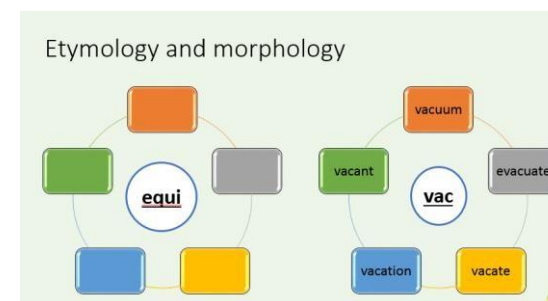 Etymology and morphology
equi
vacuum
vacant
evacuate
vac
vacation
vacate